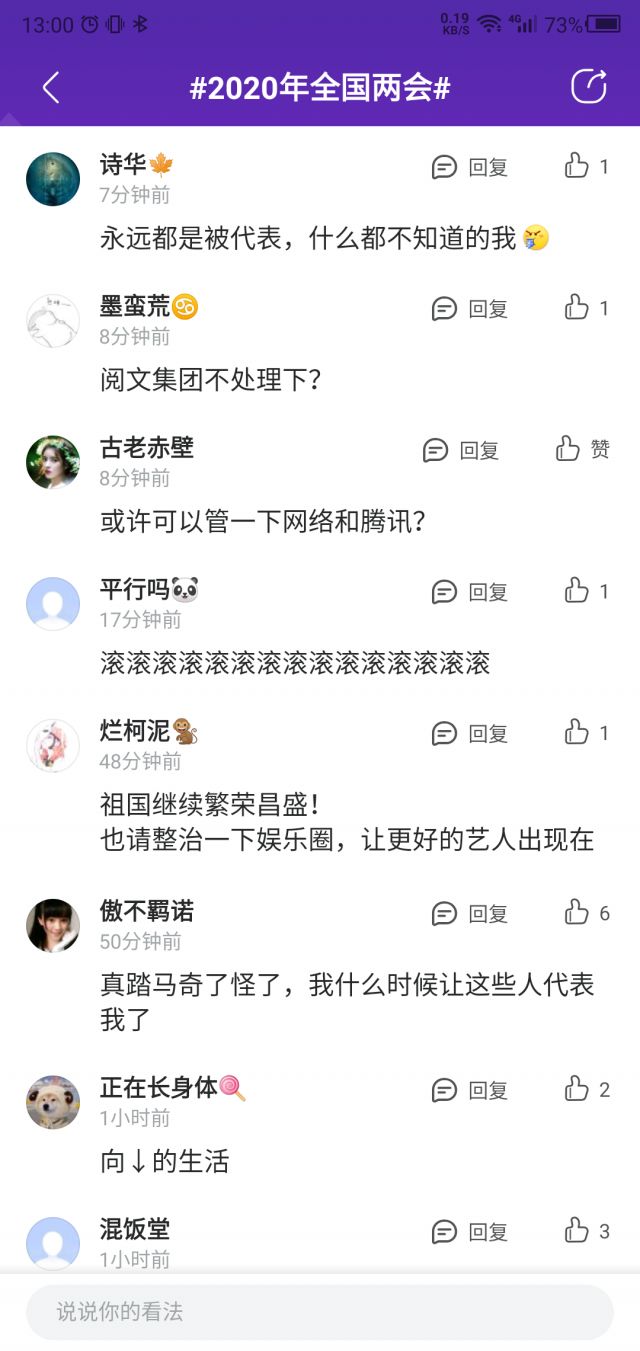 13:00 0.19 KB/S 4G 73%
#2020年全国两会#
诗华🍁 回复 1
7分钟前
永远都是被代表，什么都不知道的我
墨蛮荒♋ 回复 1
8分钟前
阅文集团不处理下？
古老赤壁 回复 赞
8分钟前
或许可以管一下网络和腾讯？
平行吗🐼 回复 1
17分钟前
滚滚滚滚滚滚滚滚滚滚滚滚滚滚滚
烂柯泥🐒 回复 1
48分钟前
祖国继续繁荣昌盛！
也请整治一下娱乐圈，让更好的艺人出现在
傲不羁诺 回复 6
50分钟前
真踏马奇了怪了，我什么时候让这些人代表
我了
正在长身体🍭 回复 2
1小时前
向↓的生活
混饭堂 回复 3
1小时前
说说你的看法